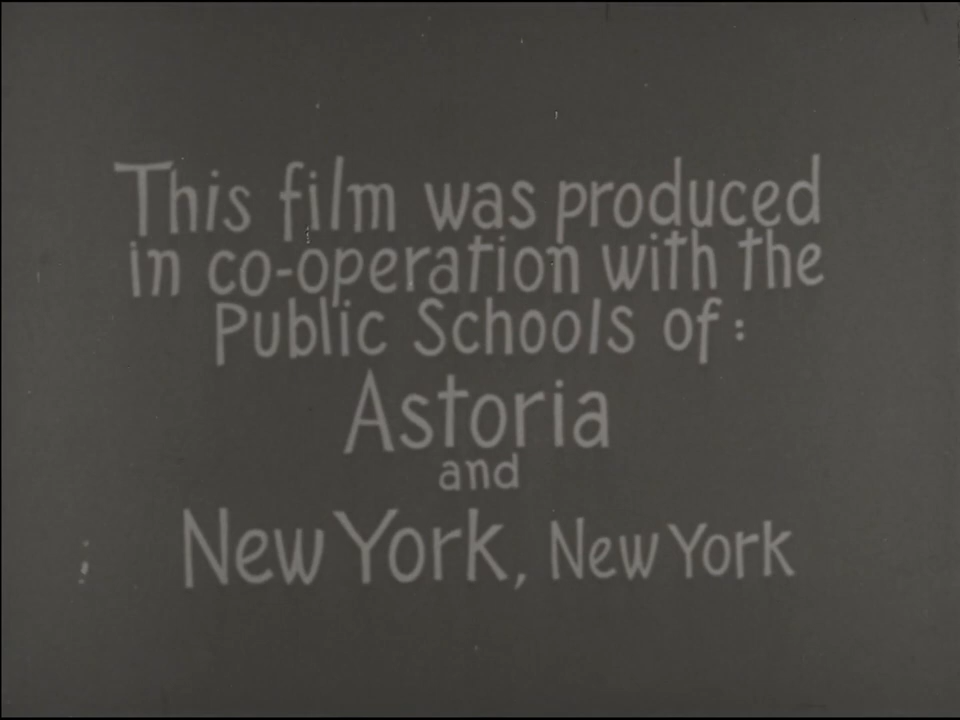 This film was produced
in co-operation with the
Public Schools of:
Astoria
and
New York, New York